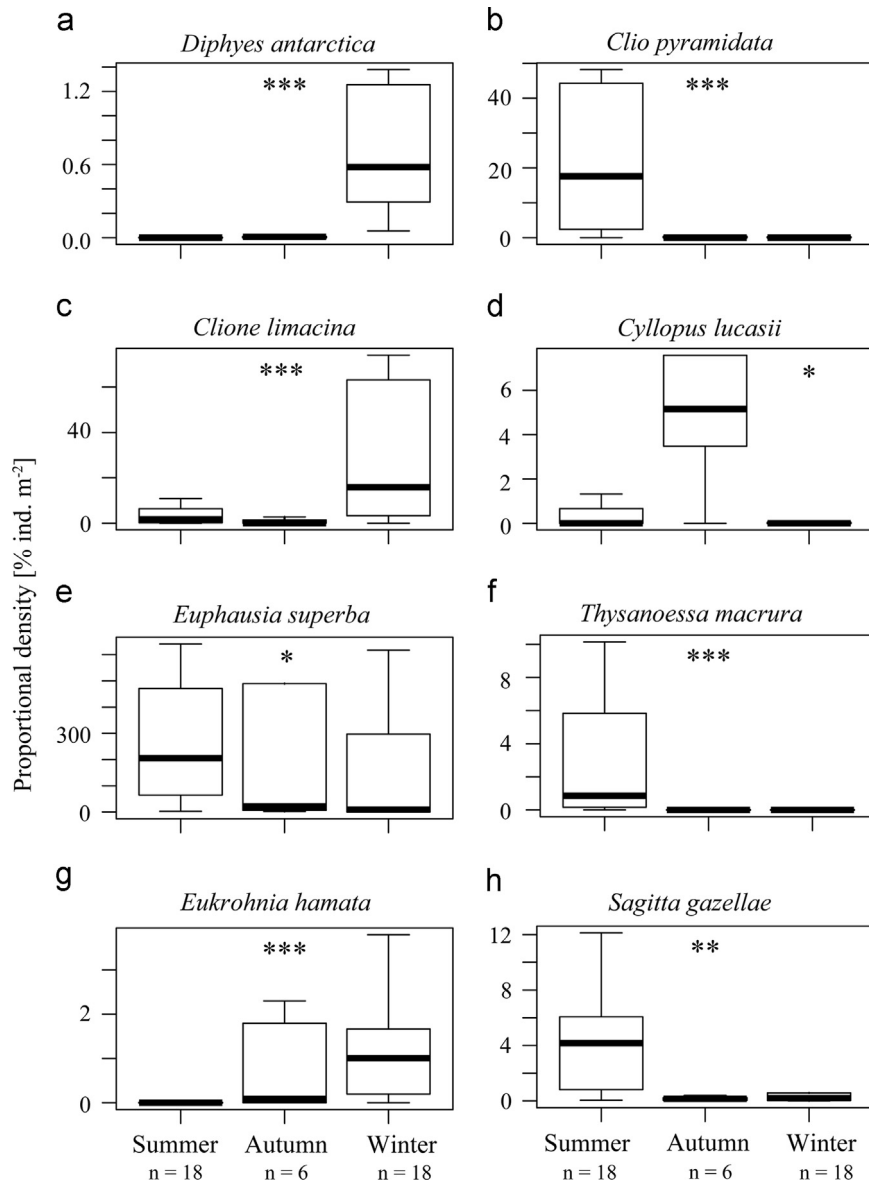 a
Diphyes antarctica
***
1.2
0.6
0.0
b
Clio pyramidata
***
40
20
0
c
Clione limacina
***
40
0
d
Cyllopus lucasii
*
6
4
2
0
e
Euphausia superba
*
300
0
f
Thysanoessa macrura
***
8
4
0
g
Eukrohnia hamata
***
2
0
h
Sagitta gazellae
**
12
8
4
0
Proportional density [% ind. m-2]
Summer Autumn Winter
n = 18 n = 6 n = 18
Summer Autumn Winter
n = 18 n = 6 n = 18